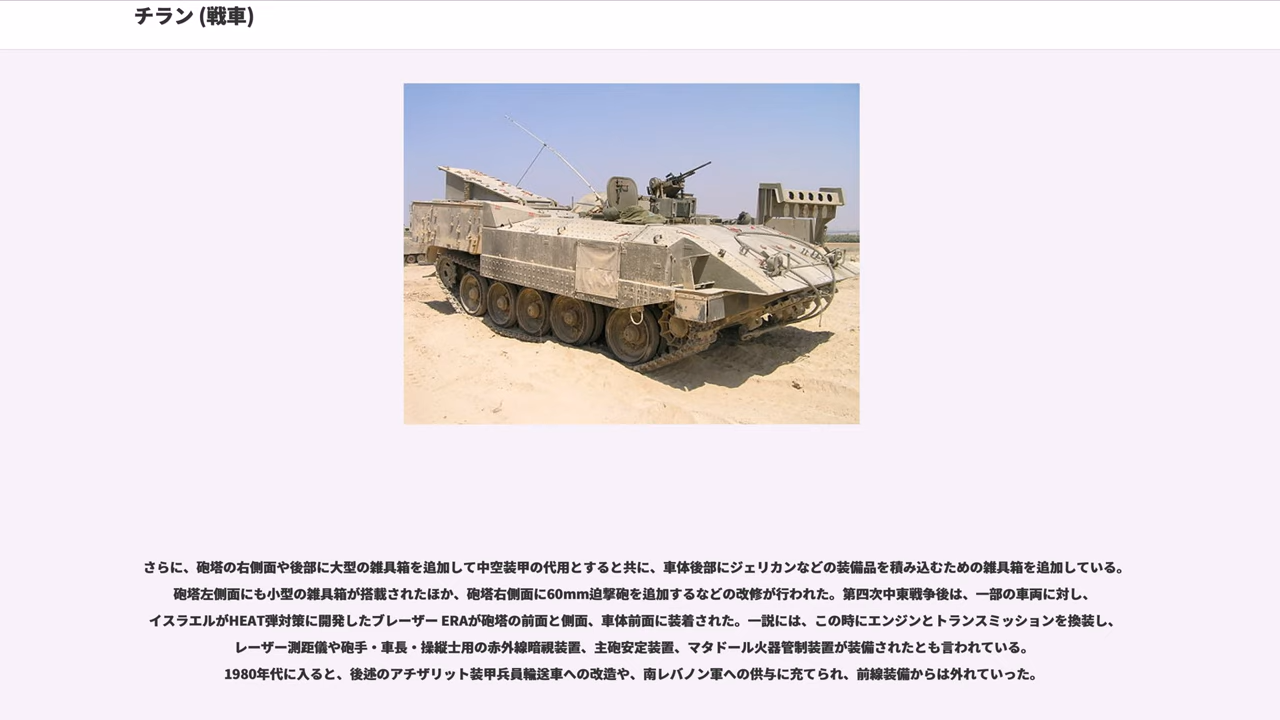 チラン (戦車)
さらに、砲塔の右側面や後部に大型の雑具箱を追加して中空装甲の代用とすると共に、車体後部にジェリカンなどの装備品を積み込むための雑具箱を追加している。
砲塔左側面にも小型の雑具箱が搭載されたほか、砲塔右側面に60mm迫撃砲を追加するなどの改修が行われた。第四次中東戦争後は、一部の車両に対し、
イスラエルがHEAT弾対策に開発したブレーザー ERAが砲塔の前面と側面、車体前面に装着された。一説には、この時にエンジンとトランスミッションを換装し、
レーザー測距儀や砲手・車長・操縦士用の赤外線暗視装置、主砲安定装置、マタドール火器管制装置が装備されたとも言われている。
1980年代に入ると、後述のアチザリット装甲兵員輸送車への改造や、南レバノン軍への供与に充てられ、前線装備からは外れていった。